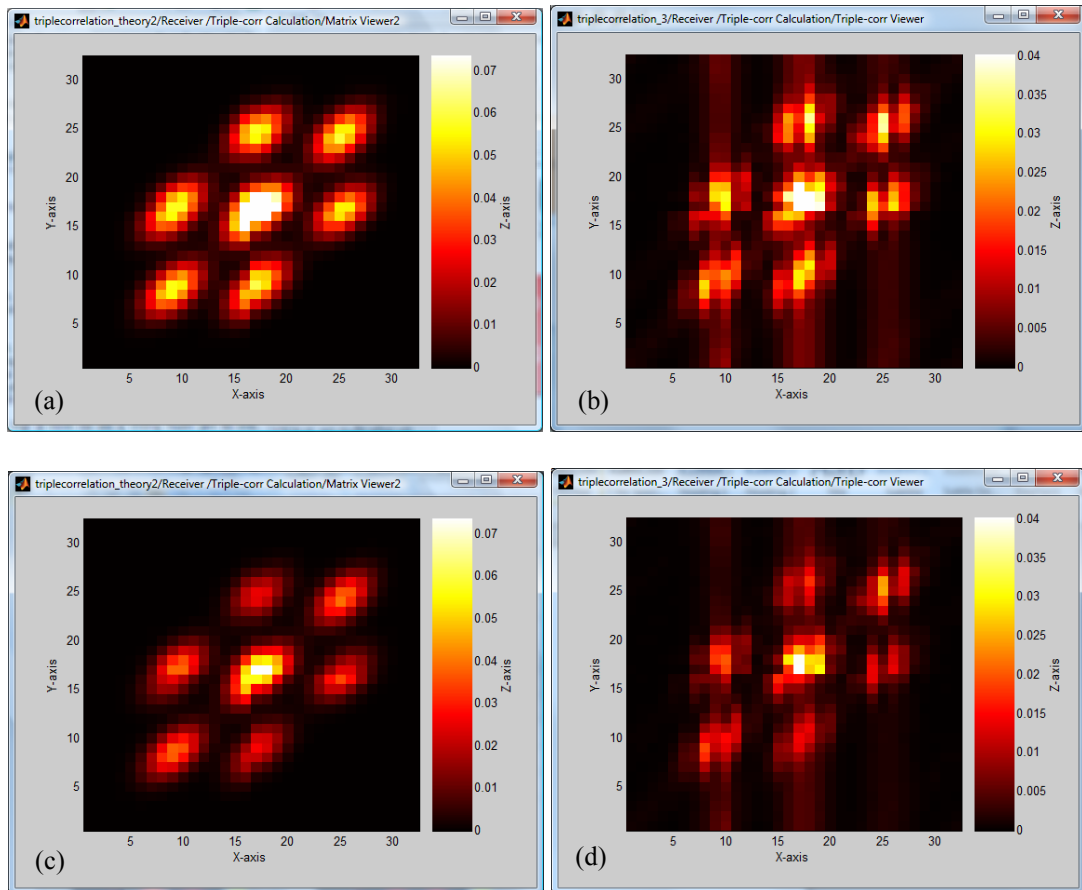 triplecorrelation_theory2/Receiver /Triple-corr Calculation/Matrix Viewer2
30
25
20
15
10
5
Y-axis
5 10 15 20 25 30
X-axis
0.07
0.06
0.05
0.04
0.03
0.02
0.01
0
Z-axis
(a)
triplecorrelation_3/Receiver /Triple-corr Calculation/Triple-corr Viewer
30
25
20
15
10
5
Y-axis
5 10 15 20 25 30
X-axis
0.04
0.035
0.03
0.025
0.02
0.015
0.01
0.005
0
Z-axis
(b)
triplecorrelation_theory2/Receiver /Triple-corr Calculation/Matrix Viewer2
30
25
20
15
10
5
Y-axis
5 10 15 20 25 30
X-axis
0.07
0.06
0.05
0.04
0.03
0.02
0.01
0
Z-axis
(c)
triplecorrelation_3/Receiver /Triple-corr Calculation/Triple-corr Viewer
30
25
20
15
10
5
Y-axis
5 10 15 20 25 30
X-axis
0.04
0.035
0.03
0.025
0.02
0.015
0.01
0.005
0
Z-axis
(d)